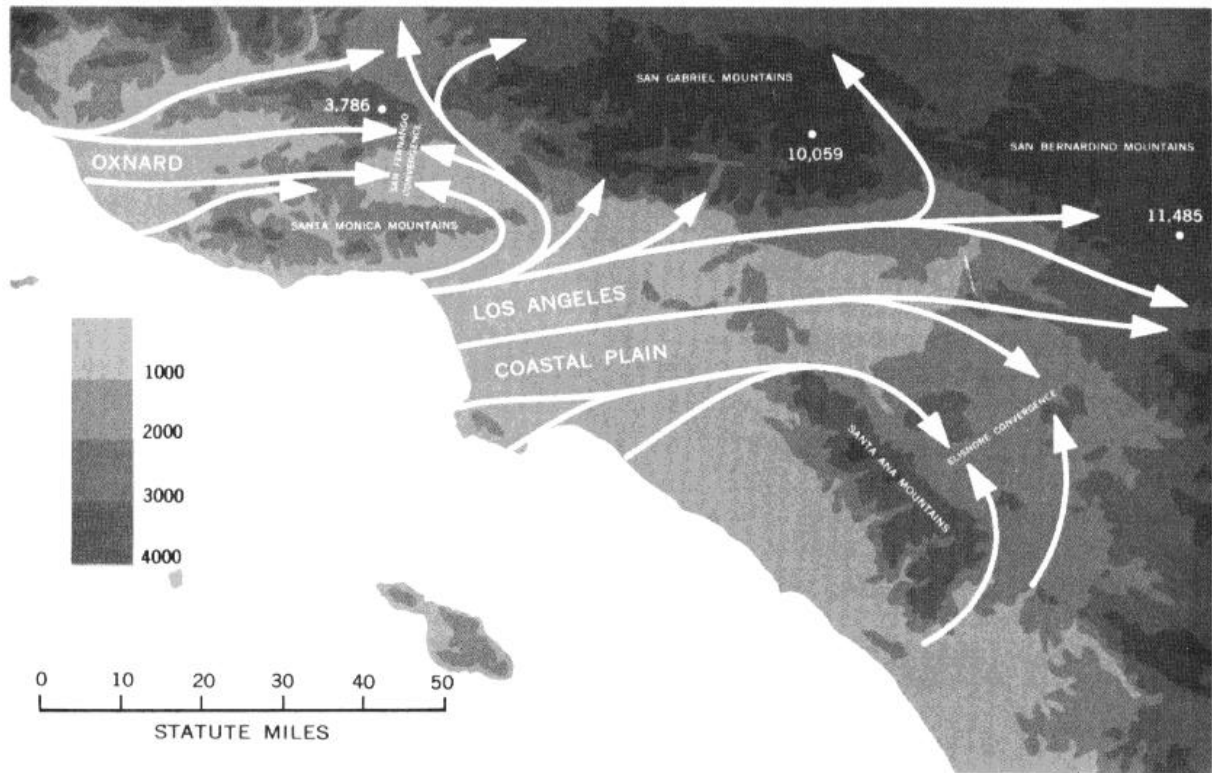 SAN GABRIEL MOUNTAINS
3,786
10,059
SAN BERNARDINO MOUNTAINS
OXNARD
SAN FERNANDO
CONVERGENCE
SANTA MONICA MOUNTAINS
11,485
LOS ANGELES
COASTAL PLAIN
1000
2000
3000
4000
ELISNORE CONVERGENCE
SANTA ANA MOUNTAINS
0 10 20 30 40 50
STATUTE MILES